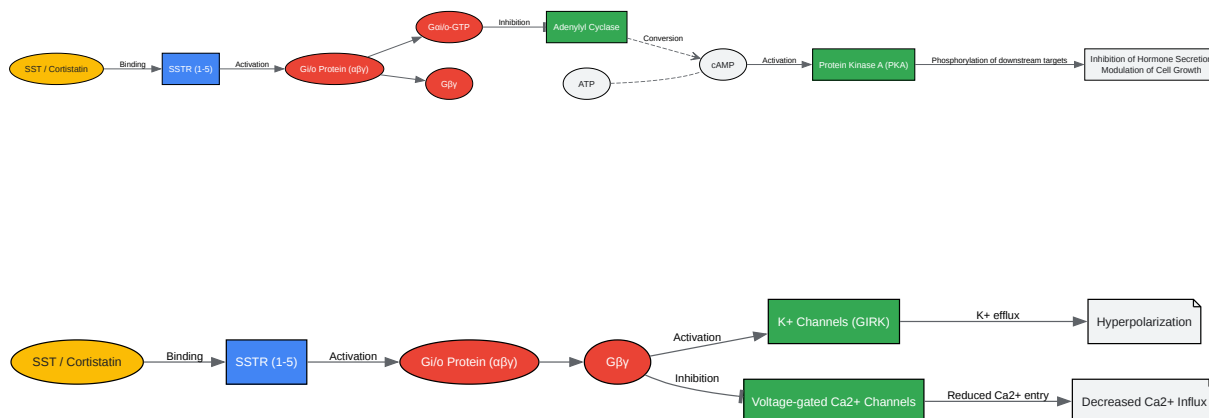 Gαi/o-GTP
Inhibition
Adenylyl Cyclase
Conversion
SST / Cortistatin
Binding
SSTR (1-5)
Activation
Gi/o Protein (αβγ)
Gβγ
ATP
cAMP
Activation
Protein Kinase A (PKA)
Phosphorylation of downstream targets
Inhibition of Hormone Secretion
Modulation of Cell Growth
SST / Cortistatin
Binding
SSTR (1-5)
Activation
Gi/o Protein (αβγ)
Gβγ
Activation
K+ Channels (GIRK)
K+ efflux
Hyperpolarization
Inhibition
Voltage-gated Ca2+ Channels
Reduced Ca2+ entry
Decreased Ca2+ Influx